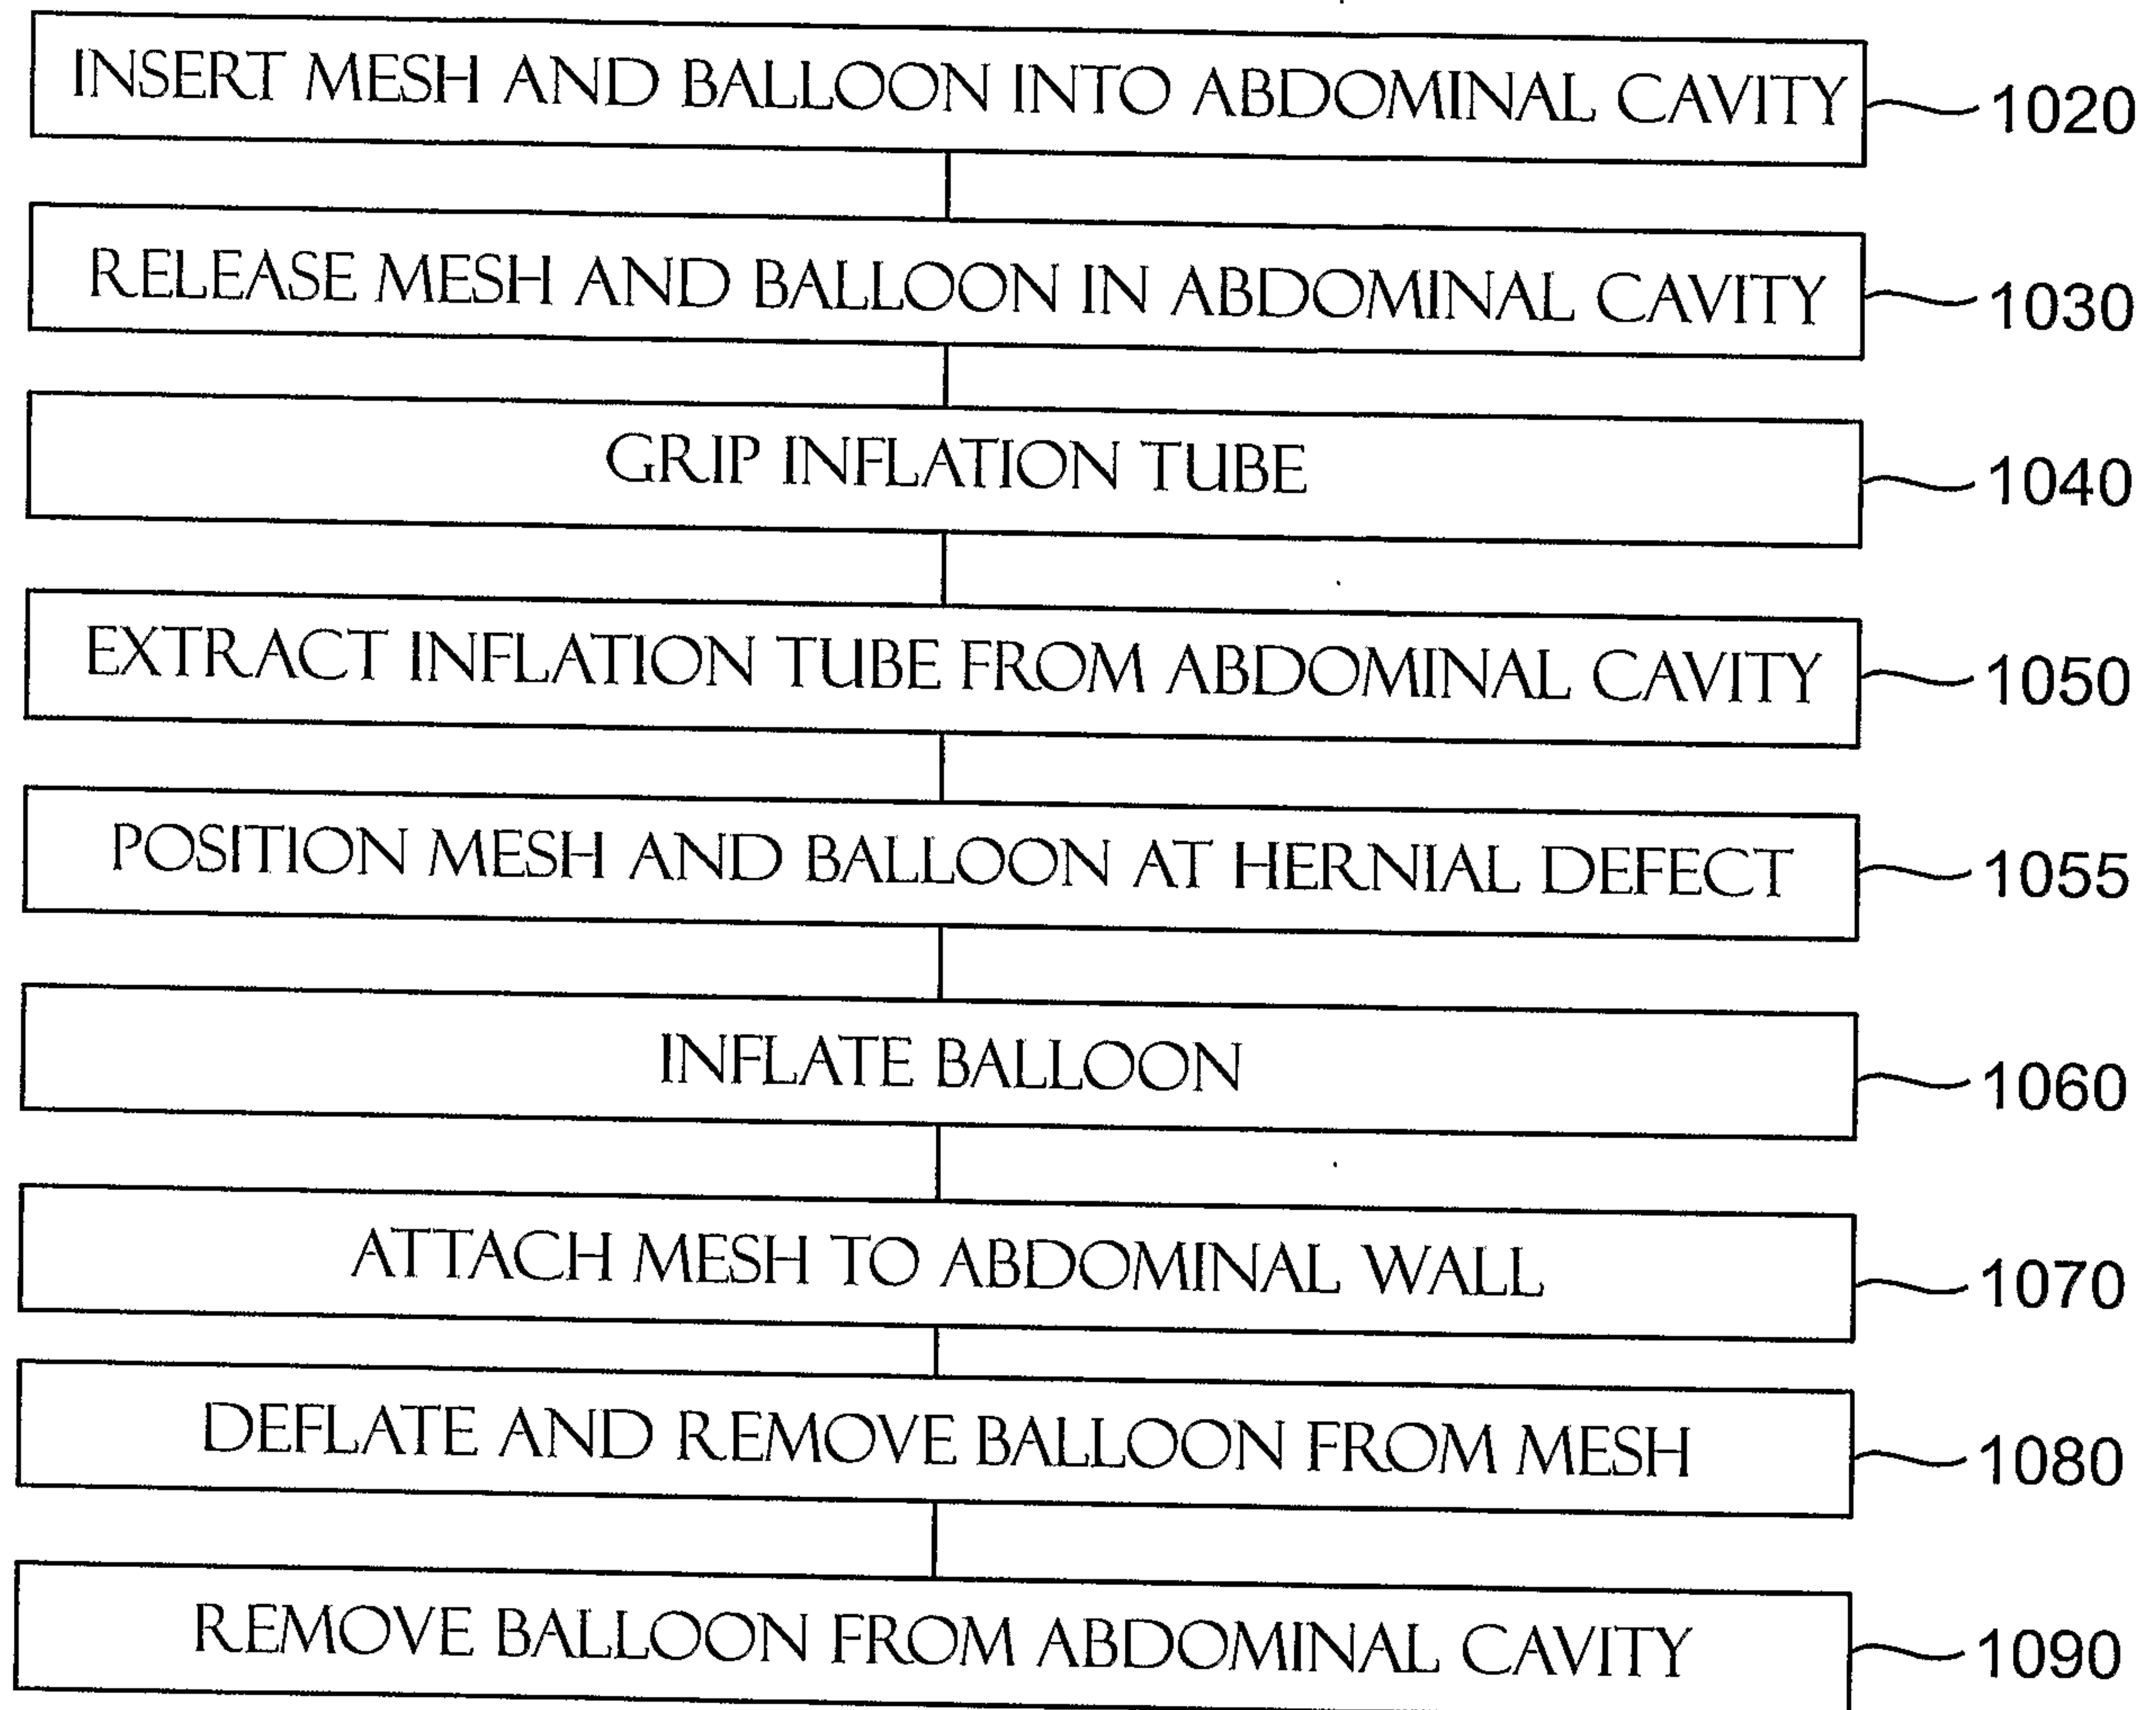 INSERT MESH AND BALLOON INTO ABDOMINAL CAVITY 1020
RELEASE MESH AND BALLOON IN ABDOMINAL CAVITY 1030
GRIP INFLATION TUBE 1040
EXTRACT INFLATION TUBE FROM ABDOMINAL CAVITY 1050
POSITION MESH AND BALLOON AT HERNIAL DEFECT 1055
INFLATE BALLOON 1060
ATTACH MESH TO ABDOMINAL WALL 1070
DEFLATE AND REMOVE BALLOON FROM MESH 1080
REMOVE BALLOON FROM ABDOMINAL CAVITY 1090